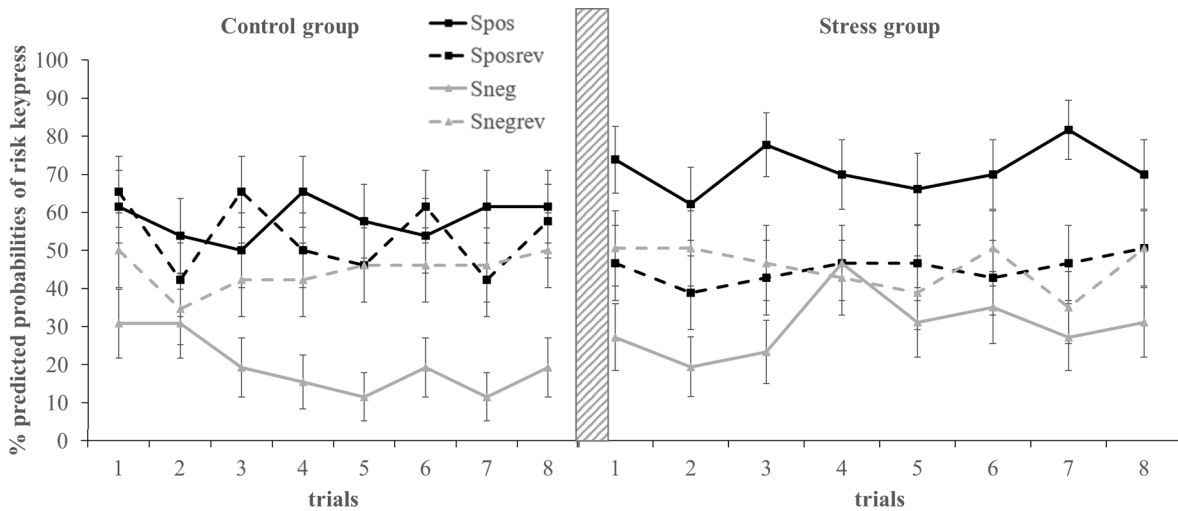 Control group
Stress group
Spos
Sposrev
Sneg
Snegrev
% predicted probabilities of risk keypress
100
90
80
70
60
50
40
30
20
10
0
1 2 3 4 5 6 7 8
1 2 3 4 5 6 7 8
trials
trials